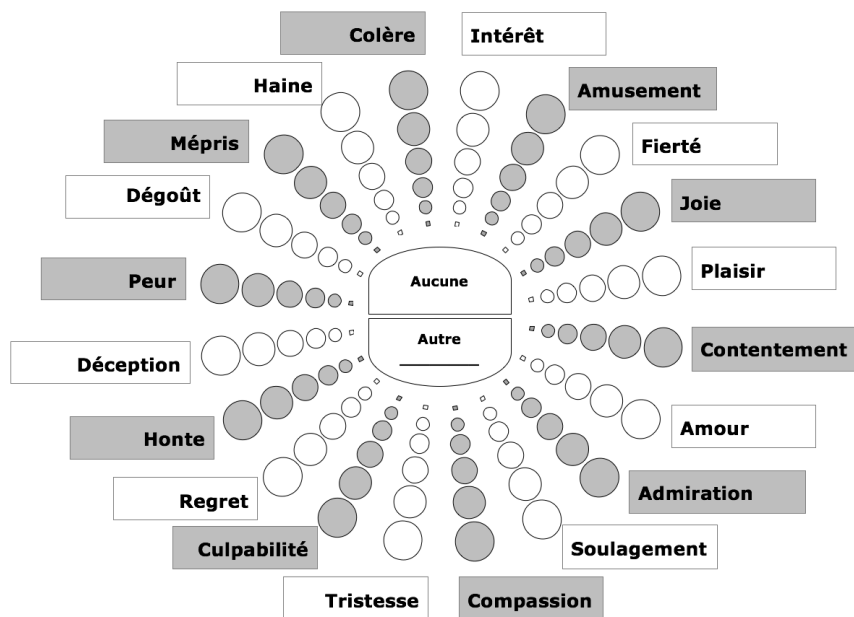 Colère
Intérêt
Haine
Amusement
Mépris
Fierté
Dégoût
Joie
Peur
Plaisir
Aucune
Autre
Déception
Contentement
Honte
Amour
Regret
Admiration
Culpabilité
Soulagement
Tristesse
Compassion